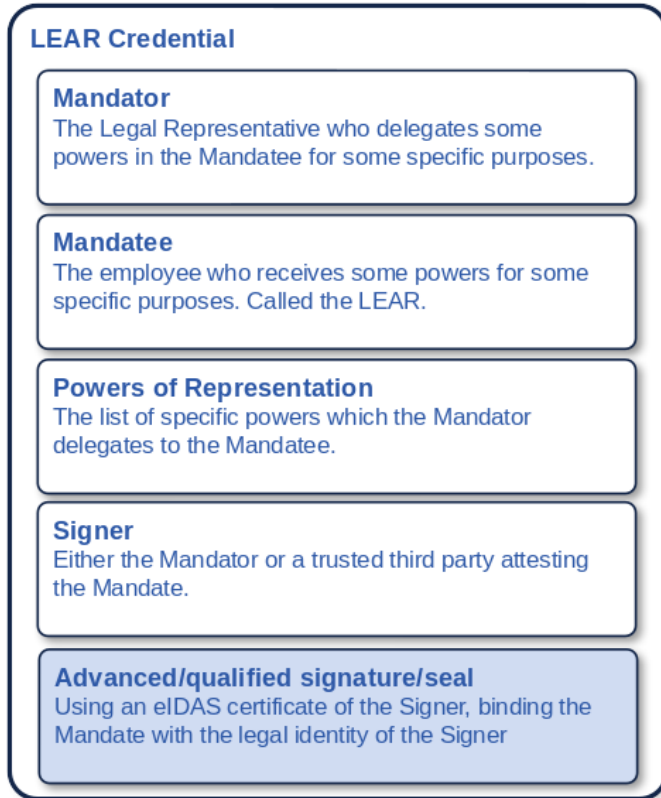 LEAR Credential
Mandator
The Legal Representative who delegates some
powers in the Mandatee for some specific purposes.
Mandatee
The employee who receives some powers for some
specific purposes. Called the LEAR.
Powers of Representation
The list of specific powers which the Mandator
delegates to the Mandatee.
Signer
Either the Mandator or a trusted third party attesting
the Mandate.
Advanced/qualified signature/seal
Using an eIDAS certificate of the Signer, binding the
Mandate with the legal identity of the Signer